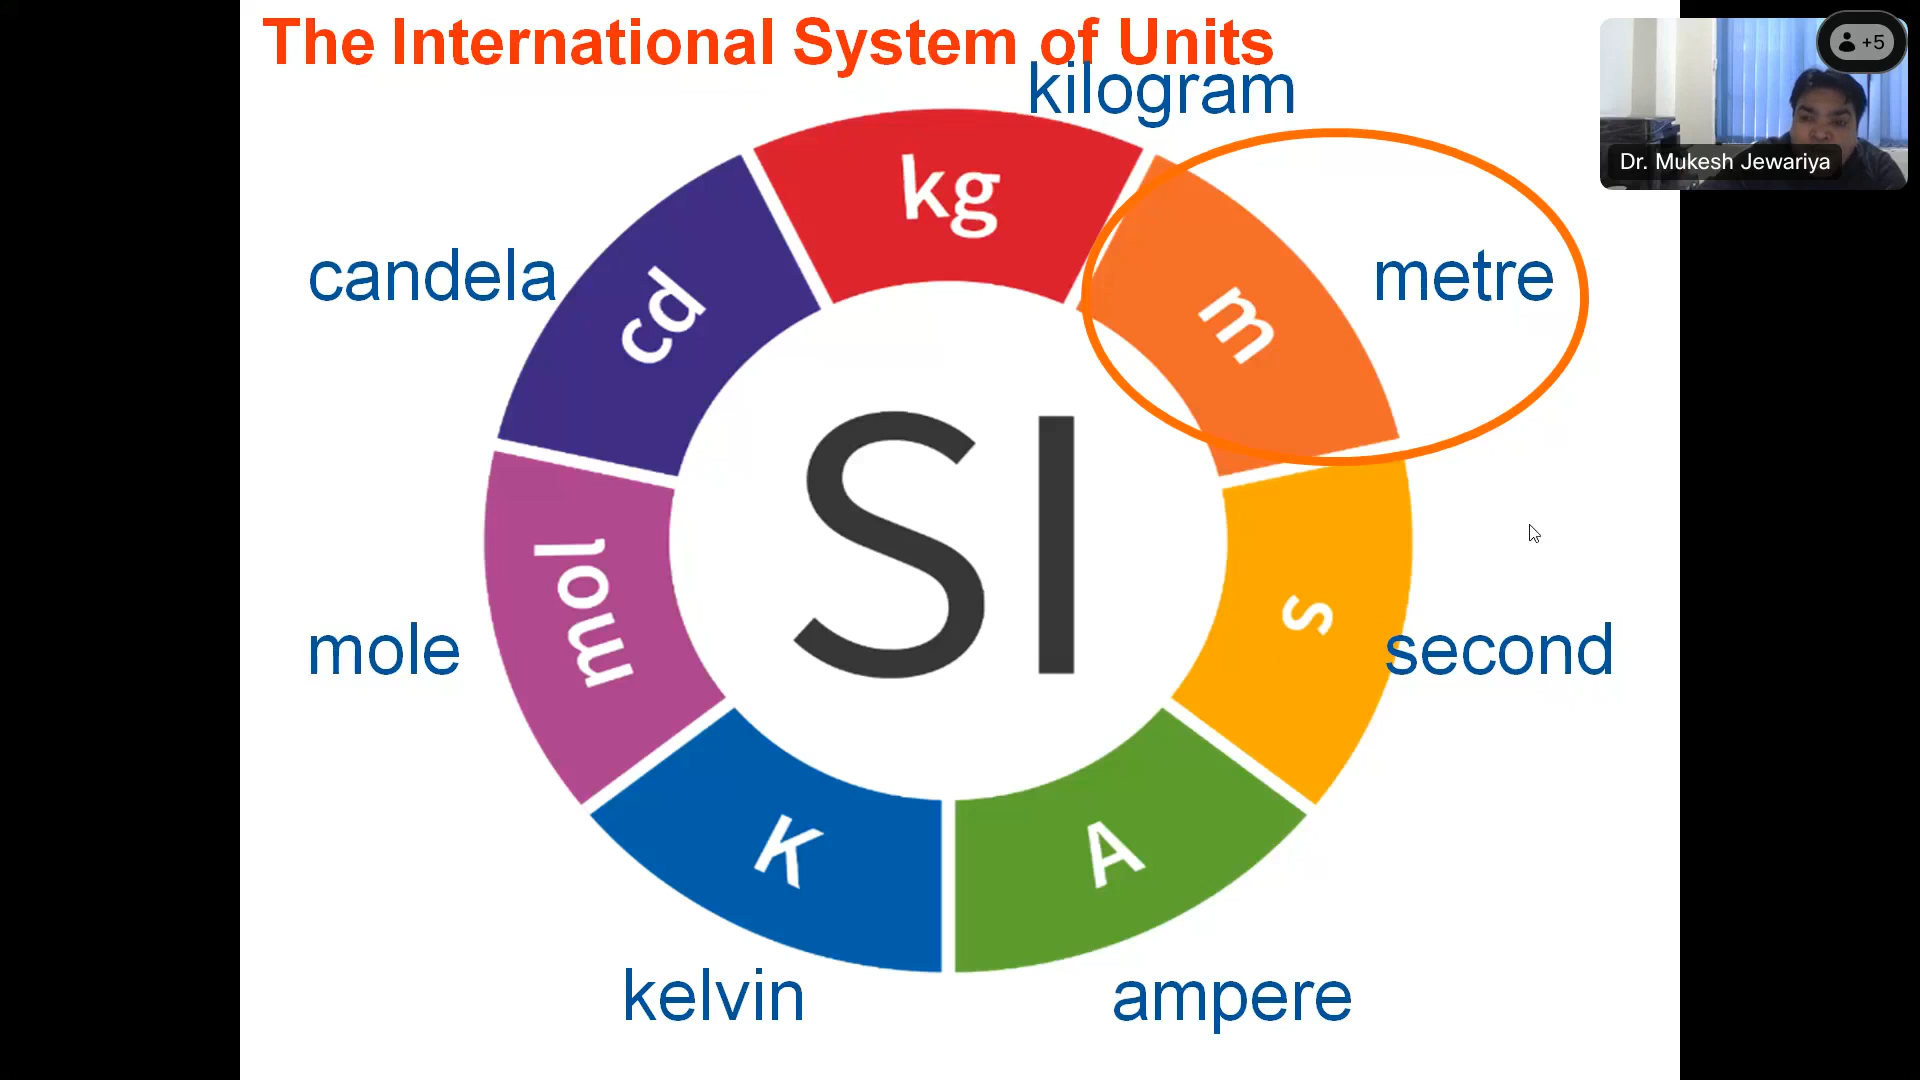 The International System of Units
kilogram
kg
metre
m
candela
cd
SI
mole
mol
second
s
K
A
kelvin
ampere
+5
Dr. Mukesh Jewariya